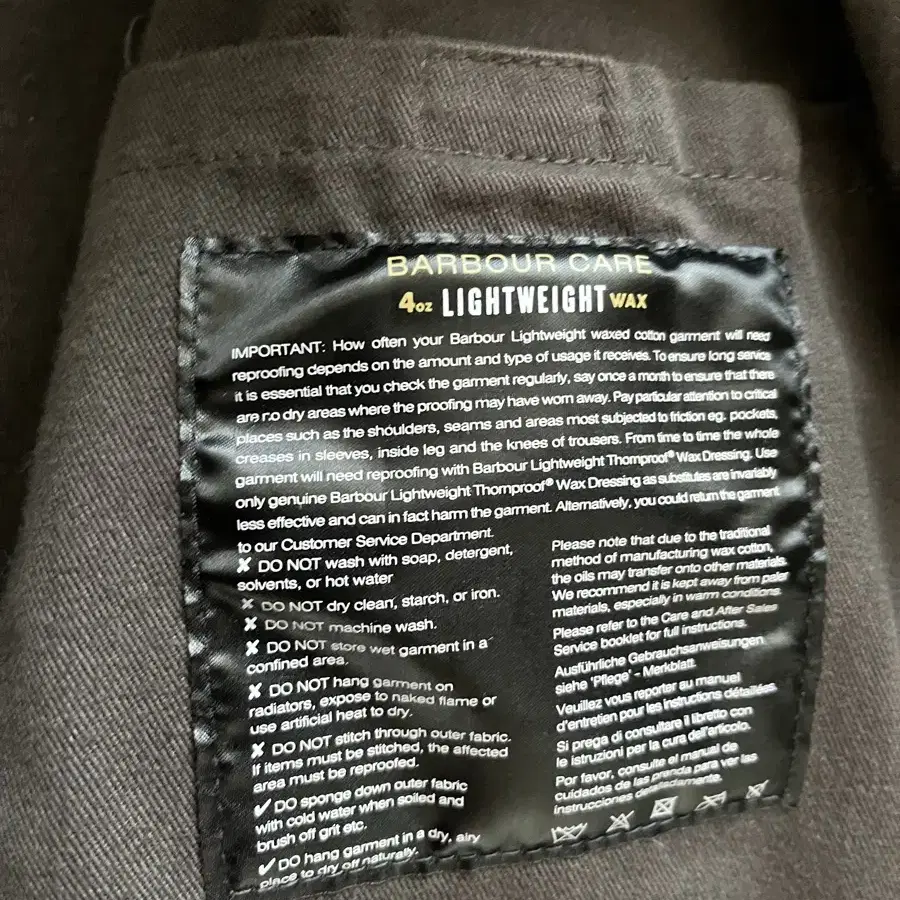 BARBOUR CARE
4oz LIGHTWEIGHT WAX
IMPORTANT: How often your Barbour Lightweight waxed cotton garment will need
reproofing depends on the amount and type of usage it receives. To ensure long service
it is essential that you check the garment regularly, say once a month to ensure that there
are no dry areas where the proofing may have worn away. Pay particular attention to critical
places such as the shoulders, seams and areas most subjected to friction eg. pockets,
creases in sleeves, inside leg and the knees of trousers. From time to time the whole
garment will need reproofing with Barbour Lightweight Thornproof® Wax Dressing. Use
only genuine Barbour Lightweight Thornproof® Wax Dressing as substitutes are invariably
less effective and can in fact harm the garment. Alternatively, you could return the garment
to our Customer Service Department.
✘ DO NOT wash with soap, detergent,
solvents, or hot water
✘ DO NOT dry clean, starch, or iron.
✘ DO NOT machine wash.
✘ DO NOT store wet garment in a
confined area.
✘ DO NOT hang garment on
radiators, expose to naked flame or
use artificial heat to dry.
✘ DO NOT stitch through outer fabric.
If items must be stitched, the affected
area must be reproofed.
✔ DO sponge down outer fabric
with cold water when soiled and
brush off grit etc.
✔ DO hang garment in a dry, airy
place to dry off naturally.
Please note that due to the traditional
method of manufacturing wax cotton,
the oils may transfer onto other materials.
We recommend it is kept away from paler
materials, especially in warm conditions.
Please refer to the Care and After Sales
Service booklet for full instructions.
Ausführliche Gebrauchsanweisungen
siehe 'Pflege' - Merkblatt.
Veuillez vous reporter au manuel
d'entretien pour les instructions détaillées.
Si prega di consultare il libretto con
le istruzioni per la cura dell'articolo.
Por favor, consulte el manual de
cuidados de las prenda para ver las
instrucciones detalladamente.